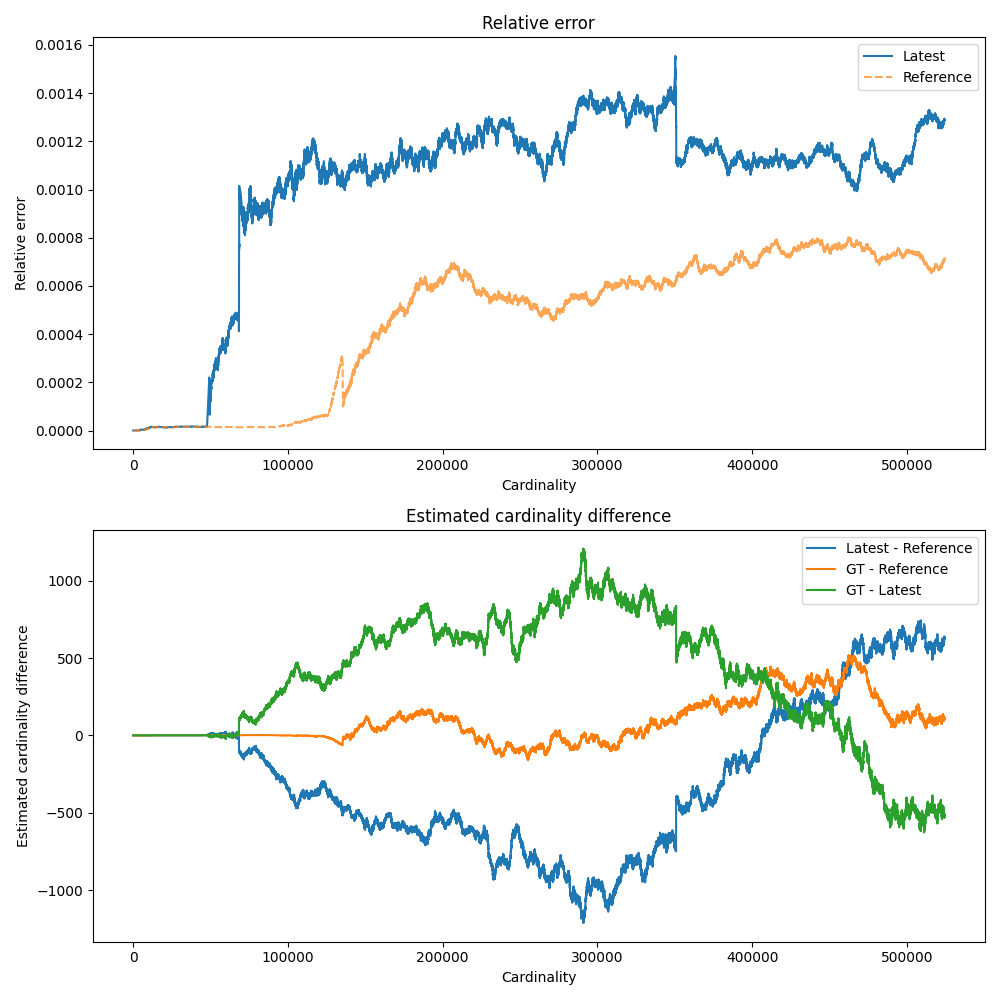 Relative error
0.0016
0.0014
0.0012
0.0010
0.0008
0.0006
0.0004
0.0002
0.0000
Relative error
Latest
Reference
0 100000 200000 300000 400000 500000
Cardinality
Estimated cardinality difference
1000
500
0
−500
−1000
Estimated cardinality difference
Latest - Reference
GT - Reference
GT - Latest
0 100000 200000 300000 400000 500000
Cardinality